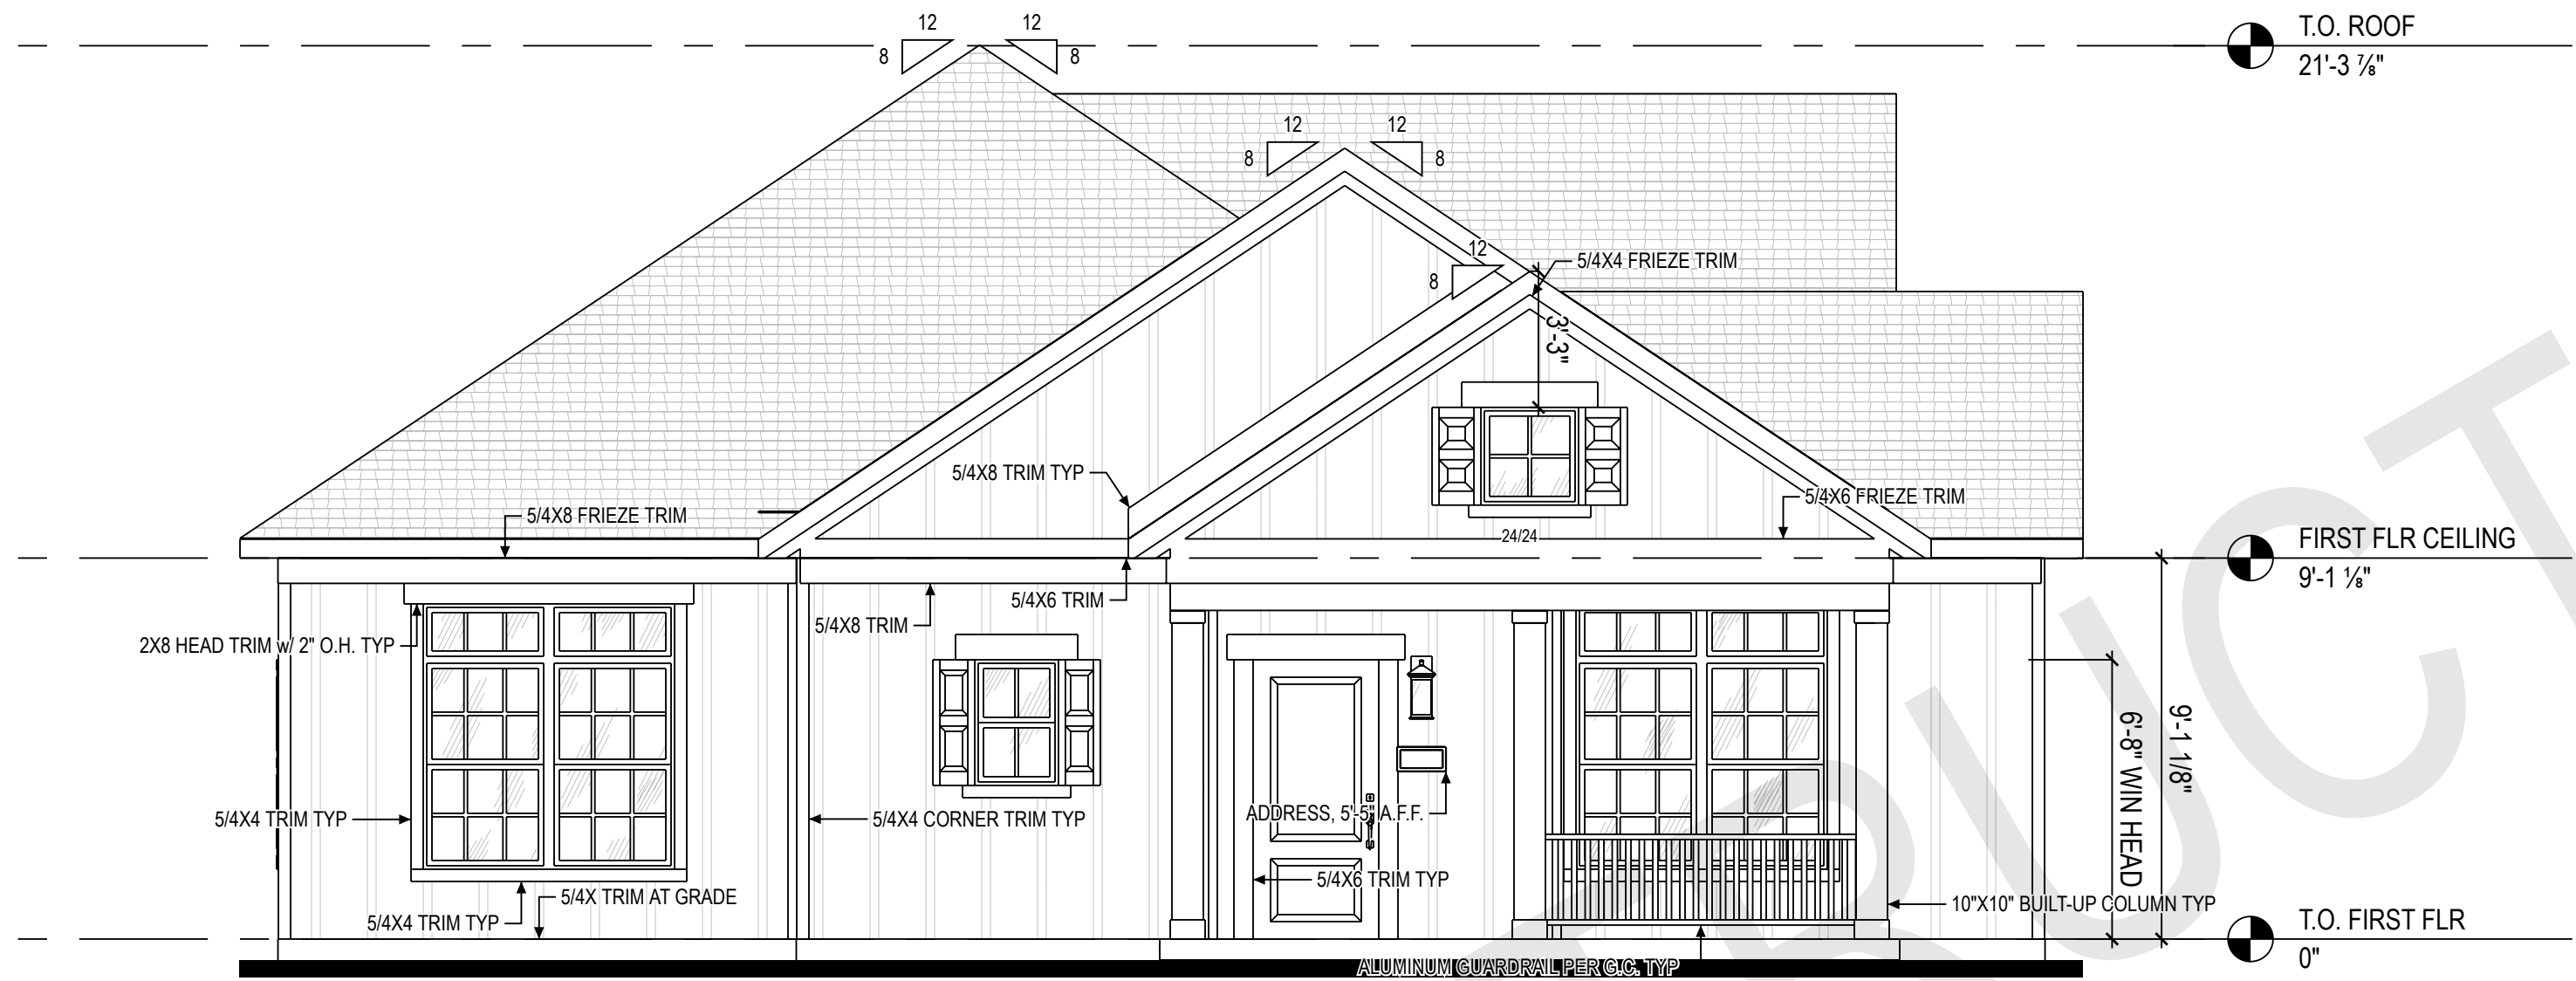 12 12
8 8
T.O. ROOF
21'-3 ⅞"
12 12
8 8
12
8
5/4X4 FRIEZE TRIM
3'-3"
5/4X8 TRIM TYP
5/4X6 FRIEZE TRIM
5/4X8 FRIEZE TRIM
24/24
FIRST FLR CEILING
9'-1 ⅛"
5/4X6 TRIM
5/4X8 TRIM
2X8 HEAD TRIM w/ 2" O.H. TYP
9'-1 1/8"
6'-8" WIN HEAD
ADDRESS, 5'-5" A.F.F.
5/4X4 TRIM TYP
5/4X4 CORNER TRIM TYP
5/4X6 TRIM TYP
5/4X TRIM AT GRADE
10"X10" BUILT-UP COLUMN TYP
5/4X4 TRIM TYP
T.O. FIRST FLR
0"
ALUMINUM GUARDRAIL PER G.C. TYP
TRUCT